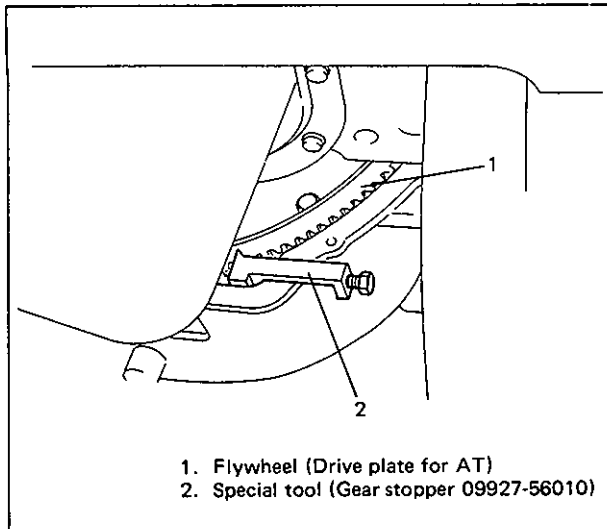 1
2
1. Flywheel (Drive plate for AT)
2. Special tool (Gear stopper 09927-56010)